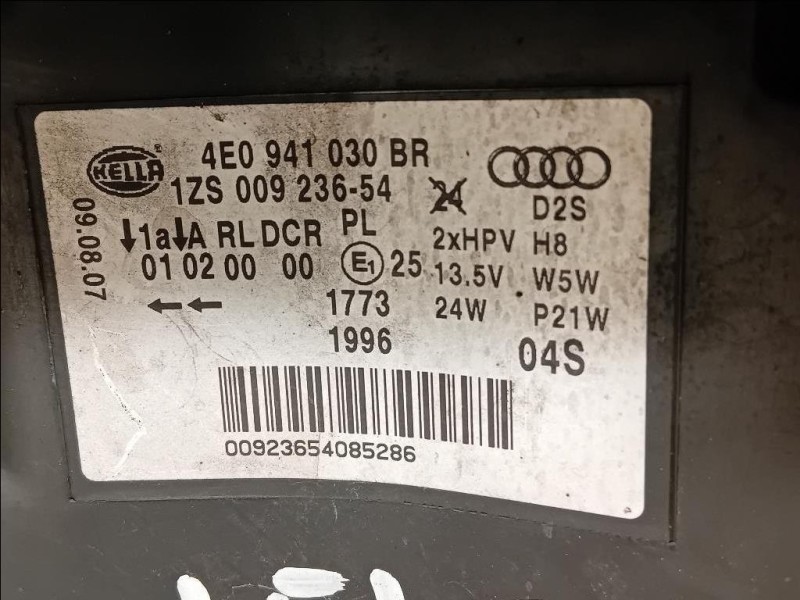 HELLA
4E0 941 030 BR
1ZS 009 236-54
24
D2S
↓1a↓A RL DCR PL
2xHPV H8
01 02 00 00 E1 25
13.5V W5W
←← 1773
24W P21W
1996
04S
09.08.07
00923654085286